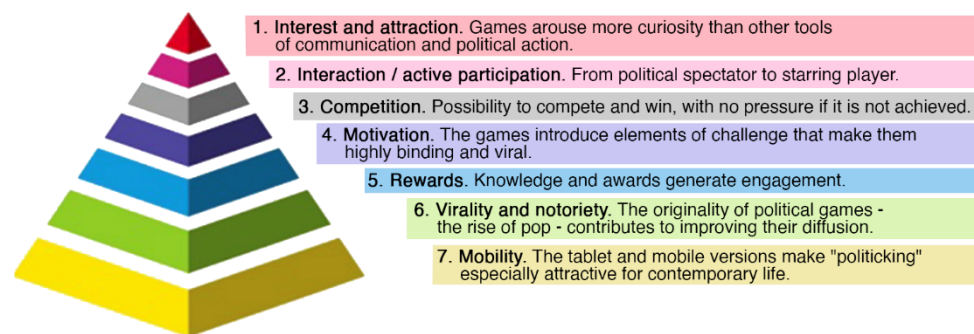 1. Interest and attraction. Games arouse more curiosity than other tools
of communication and political action.
2. Interaction / active participation. From political spectator to starring player.
3. Competition. Possibility to compete and win, with no pressure if it is not achieved.
4. Motivation. The games introduce elements of challenge that make them
highly binding and viral.
5. Rewards. Knowledge and awards generate engagement.
6. Virality and notoriety. The originality of political games -
the rise of pop - contributes to improving their diffusion.
7. Mobility. The tablet and mobile versions make "politicking"
especially attractive for contemporary life.